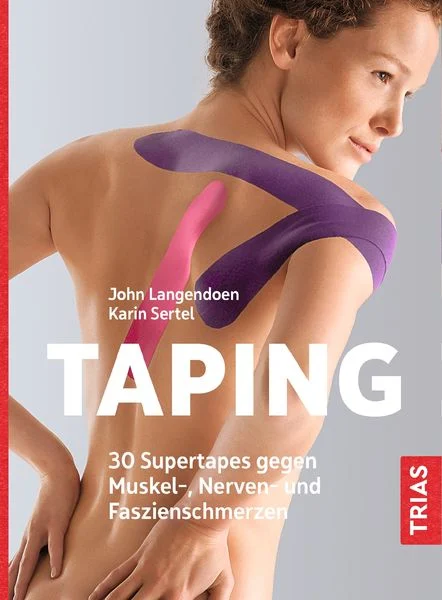 John Langendoen
Karin Sertel
TAPING
30 Supertapes gegen
Muskel-, Nerven- und
Faszienschmerzen
TRIAS